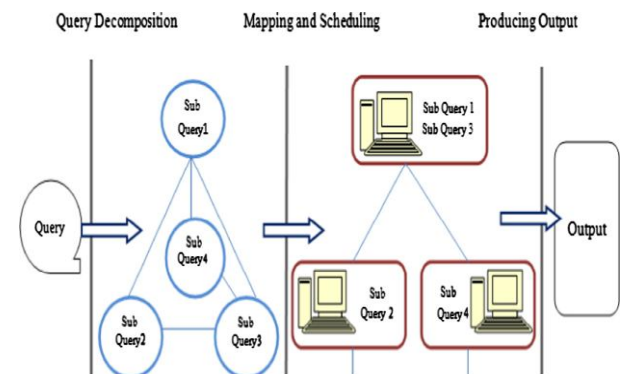 Query Decomposition
Mapping and Scheduling
Producing Output
Query
Sub
Query1
Sub
Query4
Sub
Query2
Sub
Query3
Sub Query 1
Sub Query 3
Sub
Query 2
Sub
Query 4
Output